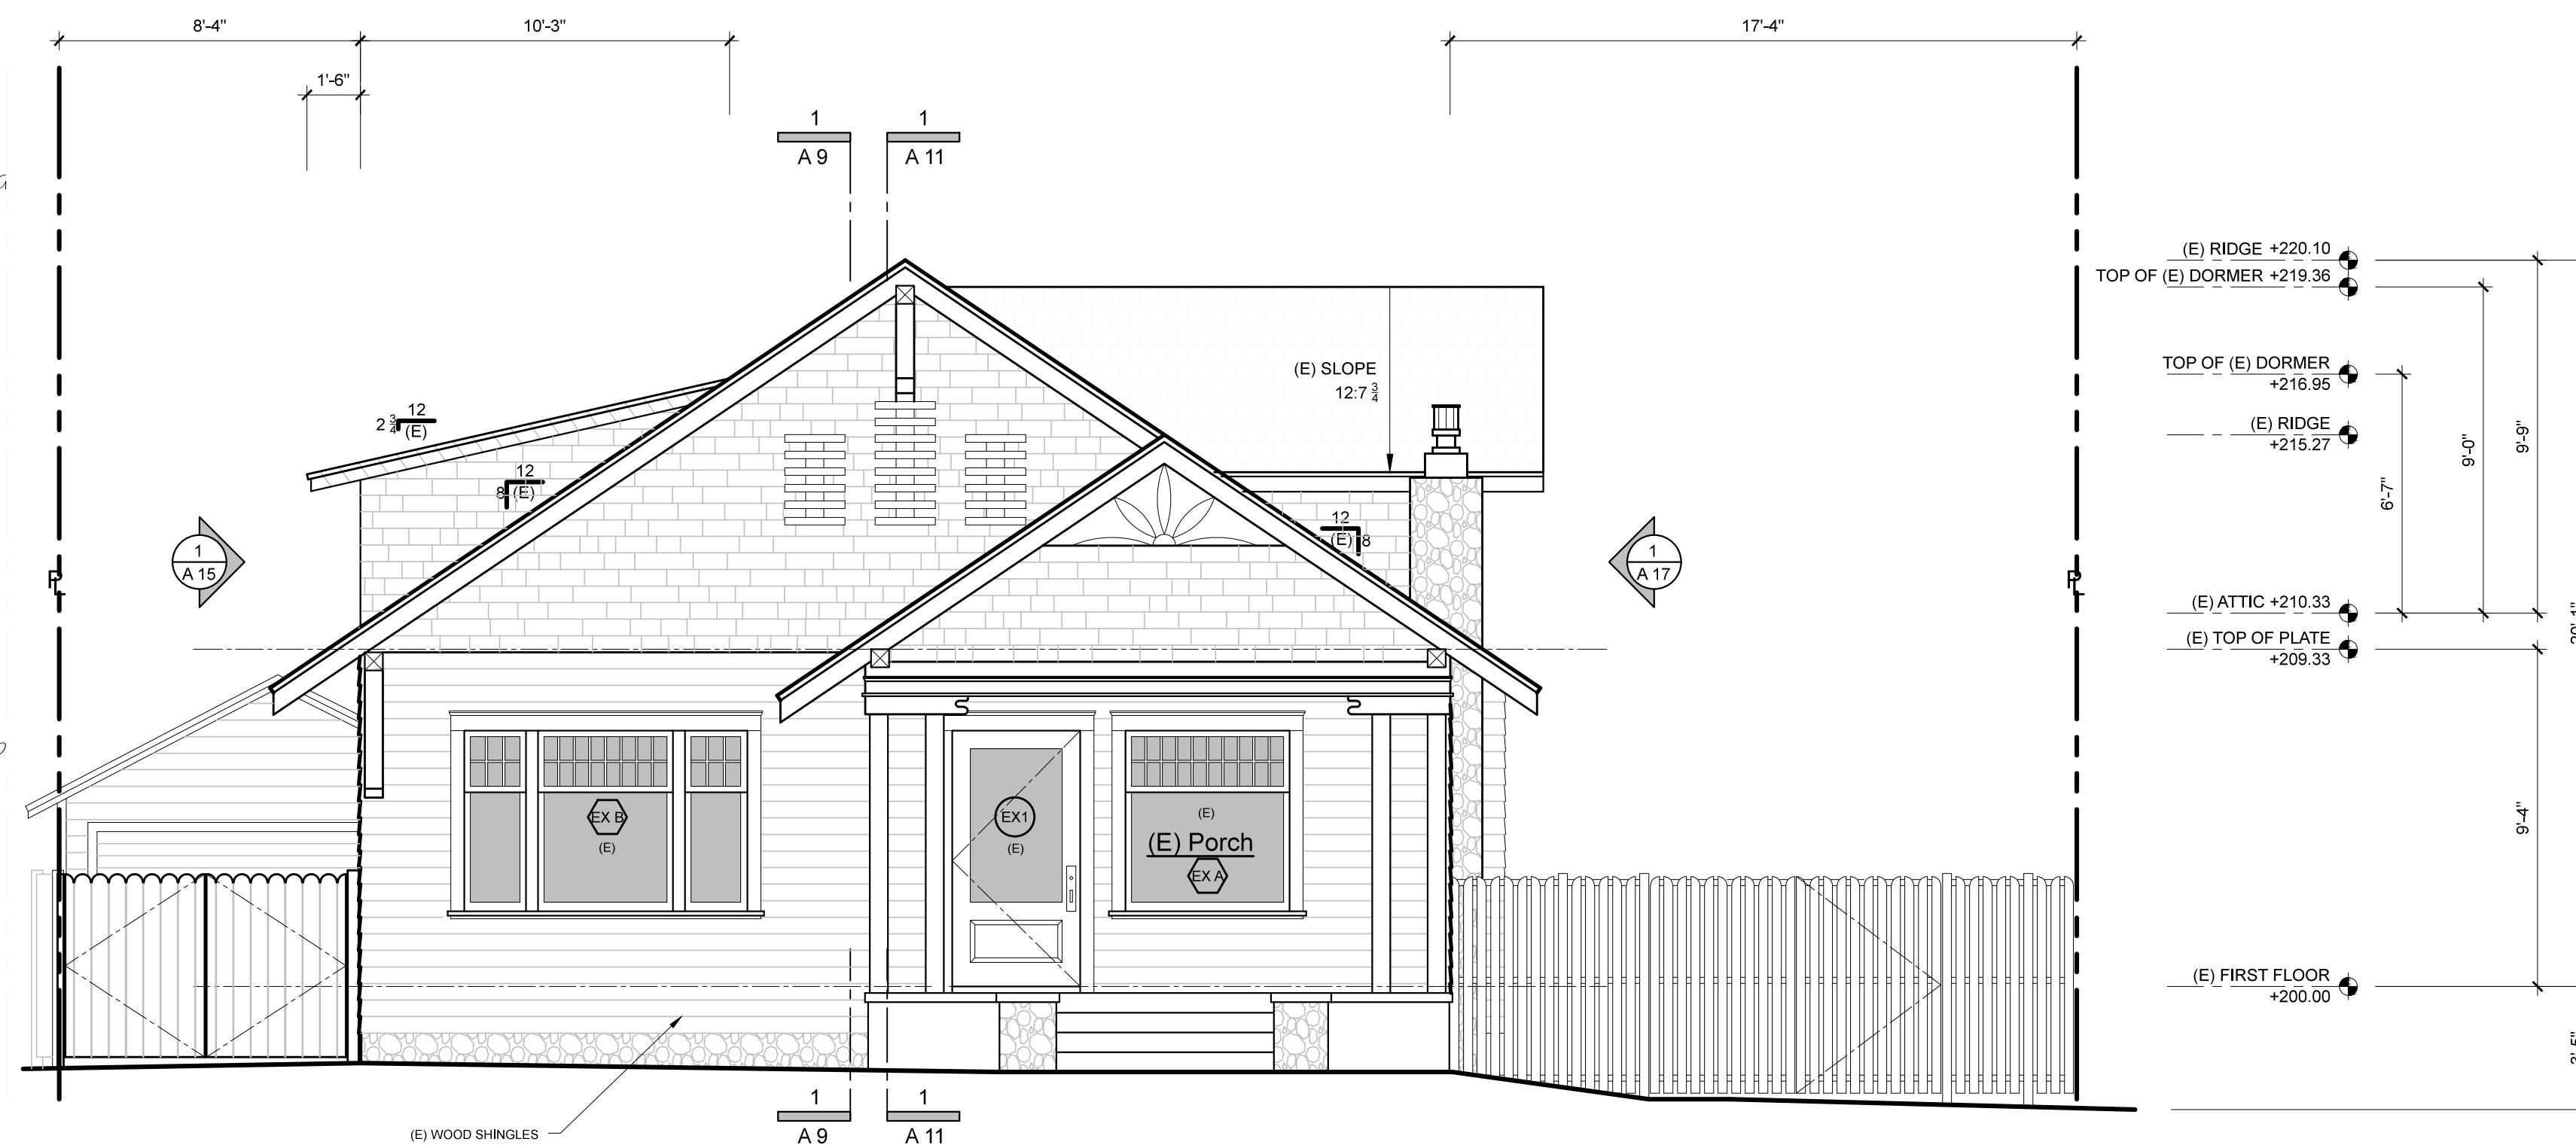 8'-4" 10'-3" 17'-4"
1'-6"
1 1
A 9 A 11
(E) RIDGE +220.10
TOP OF (E) DORMER +219.36
(E) SLOPE
12:7 3/4
TOP OF (E) DORMER
+216.95
12
2 3/4 (E)
(E) RIDGE
+215.27
9'-9"
9'-0"
6'-7"
12
8 (E)
12
(E) 8
1
A 15
1
A 17
PL PL
(E) ATTIC +210.33
(E) TOP OF PLATE
+209.33
EX B
(E)
EX1
(E)
(E)
(E) Porch
EX A
9'-4"
(E) FIRST FLOOR
+200.00
1 1
A 9 A 11
(E) WOOD SHINGLES